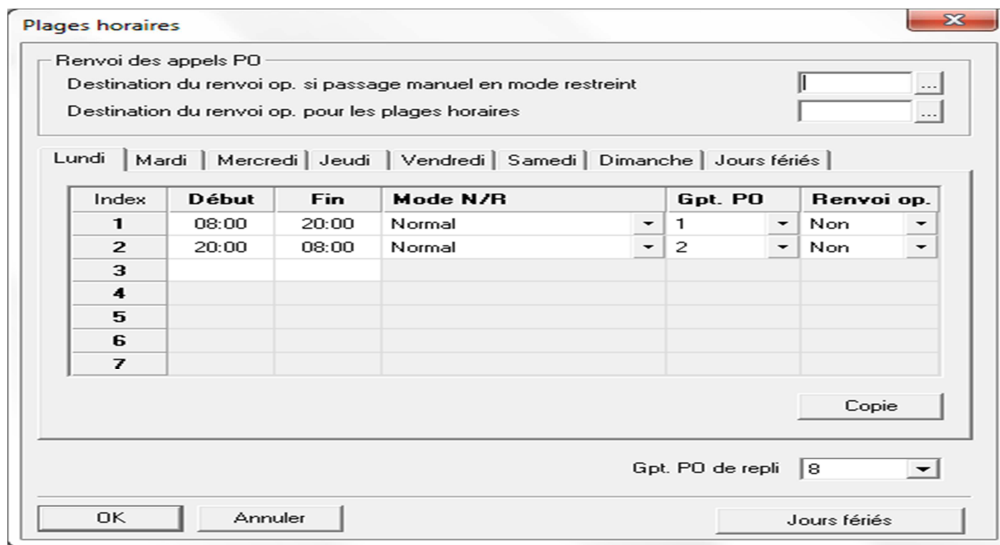 Plages horaires
Renvoi des appels PO
Destination du renvoi op. si passage manuel en mode restreint ...
Destination du renvoi op. pour les plages horaires ...
Lundi Mardi Mercredi Jeudi Vendredi Samedi Dimanche Jours fériés
Index Début Fin Mode N/R Gpt. PO Renvoi op.
1 08:00 20:00 Normal 1 Non
2 20:00 08:00 Normal 2 Non
3
4
5
6
7
Copie
Gpt. PO de repli 8
OK Annuler Jours fériés